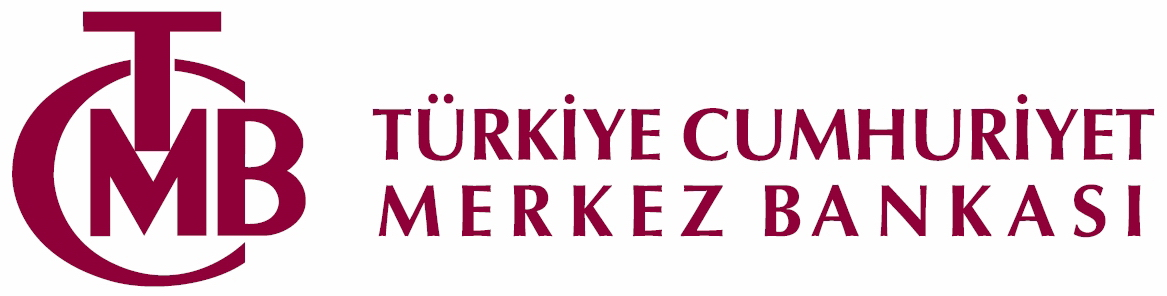 TCMB
TÜRKİYE CUMHURİYET
MERKEZ BANKASI